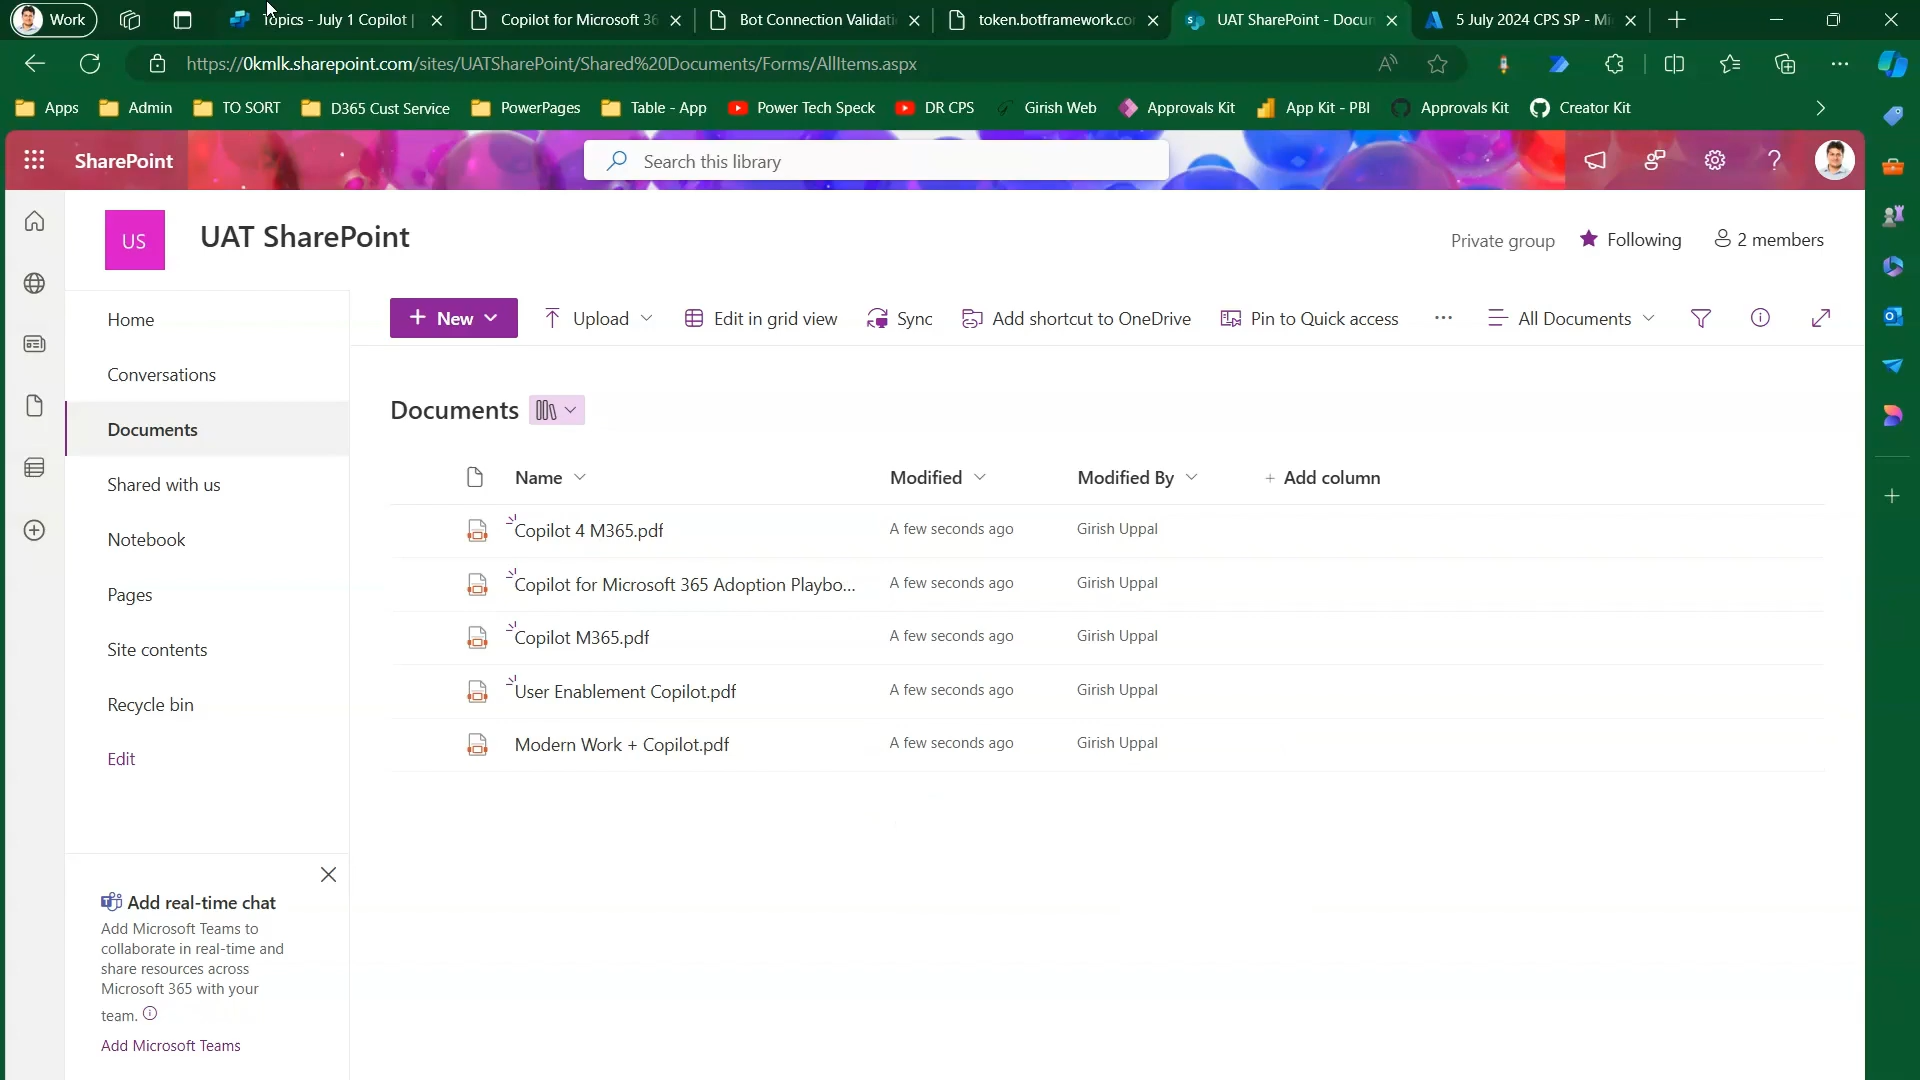 Work
Topics - July 1 Copilot |
Copilot for Microsoft 36
Bot Connection Validati
token.botframework.co
UAT SharePoint - Docum
5 July 2024 CPS SP - Mi
https://0kmlk.sharepoint.com/sites/UATSharePoint/Shared%20Documents/Forms/AllItems.aspx
Apps
Admin
TO SORT
D365 Cust Service
PowerPages
Table - App
Power Tech Speck
DR CPS
Girish Web
Approvals Kit
App Kit - PBI
Approvals Kit
Creator Kit
SharePoint
Search this library
US
UAT SharePoint
Private group
Following
2 members
Home
Conversations
Documents
Shared with us
Notebook
Pages
Site contents
Recycle bin
Edit
+ New
Upload
Edit in grid view
Sync
Add shortcut to OneDrive
Pin to Quick access
...
All Documents
Documents
Name
Modified
Modified By
+ Add column
Copilot 4 M365.pdf
A few seconds ago
Girish Uppal
Copilot for Microsoft 365 Adoption Playbo...
A few seconds ago
Girish Uppal
Copilot M365.pdf
A few seconds ago
Girish Uppal
User Enablement Copilot.pdf
A few seconds ago
Girish Uppal
Modern Work + Copilot.pdf
A few seconds ago
Girish Uppal
Add real-time chat
Add Microsoft Teams to
collaborate in real-time and
share resources across
Microsoft 365 with your
team.
Add Microsoft Teams